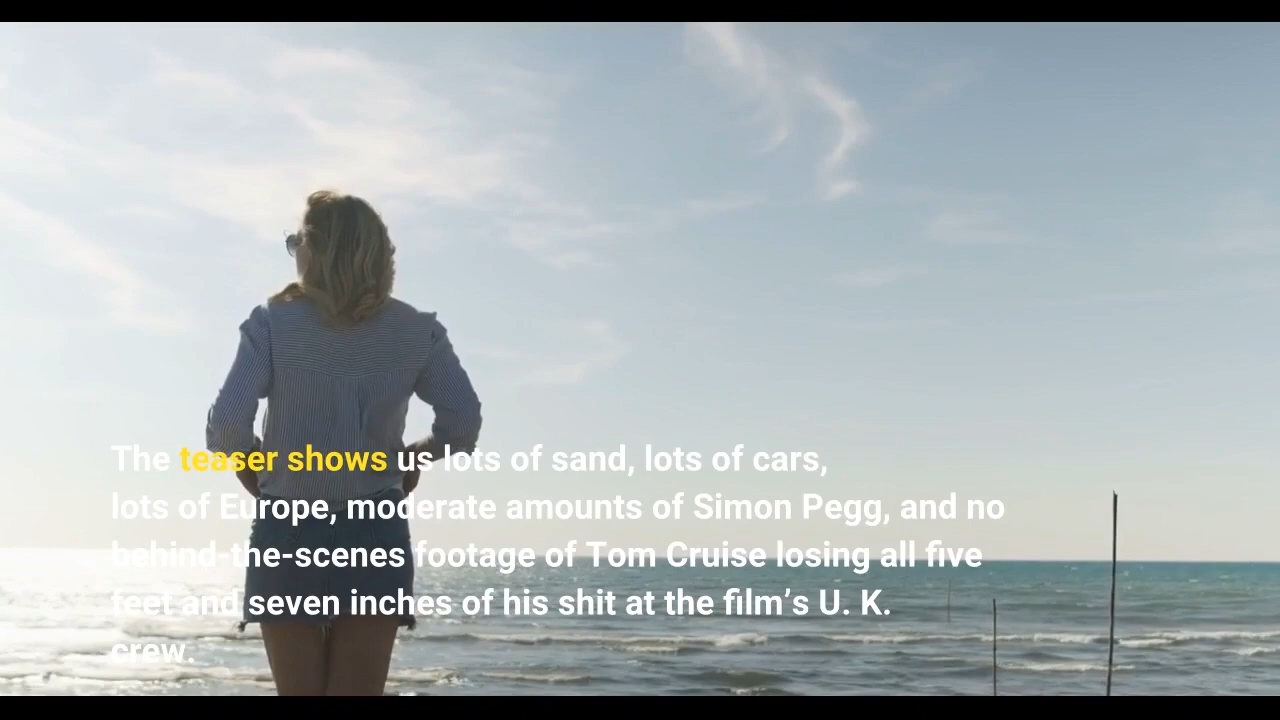 The teaser shows us lots of sand, lots of cars,
lots of Europe, moderate amounts of Simon Pegg, and no
behind-the-scenes footage of Tom Cruise losing all five
feet and seven inches of his shit at the film’s U. K.
crew.